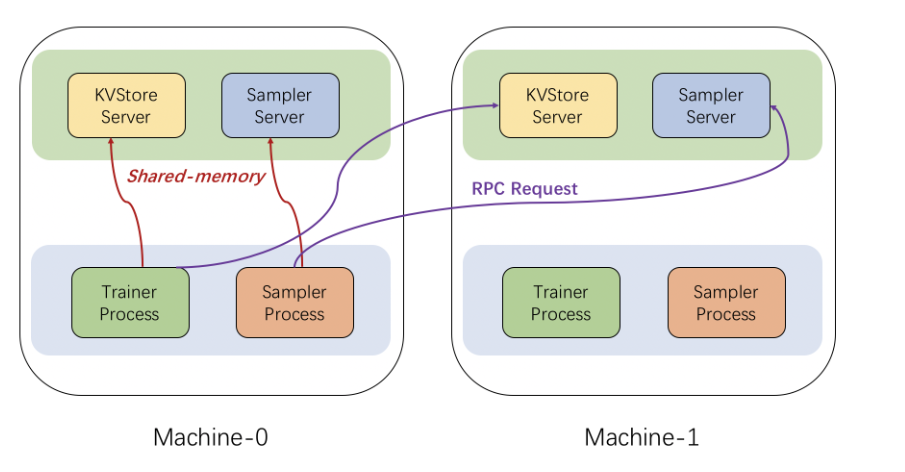 KVStore
Server
Sampler
Server
KVStore
Server
Sampler
Server
Shared-memory
RPC Request
Trainer
Process
Sampler
Process
Trainer
Process
Sampler
Process
Machine-0
Machine-1